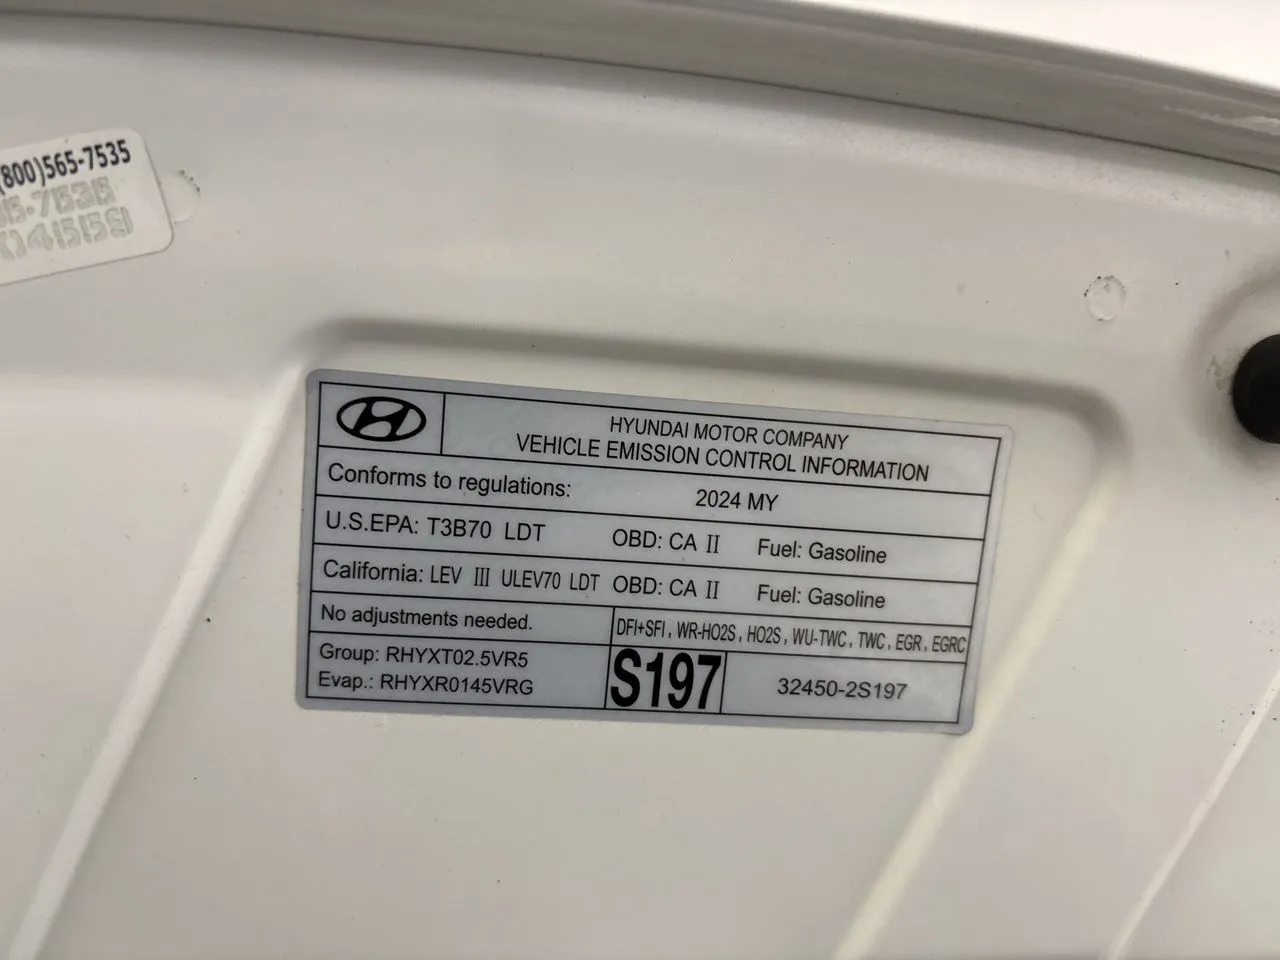 (800)565-7535
HYUNDAI MOTOR COMPANY
VEHICLE EMISSION CONTROL INFORMATION
Conforms to regulations: 2024 MY
U.S.EPA: T3B70 LDT OBD: CA II Fuel: Gasoline
California: LEV III ULEV70 LDT OBD: CA II Fuel: Gasoline
No adjustments needed. DFI+SFI, WR-HO2S, HO2S, WU-TWC, TWC, EGR, EGRC
Group: RHYXT02.5VR5
Evap.: RHYXR0145VRG
S197 32450-2S197